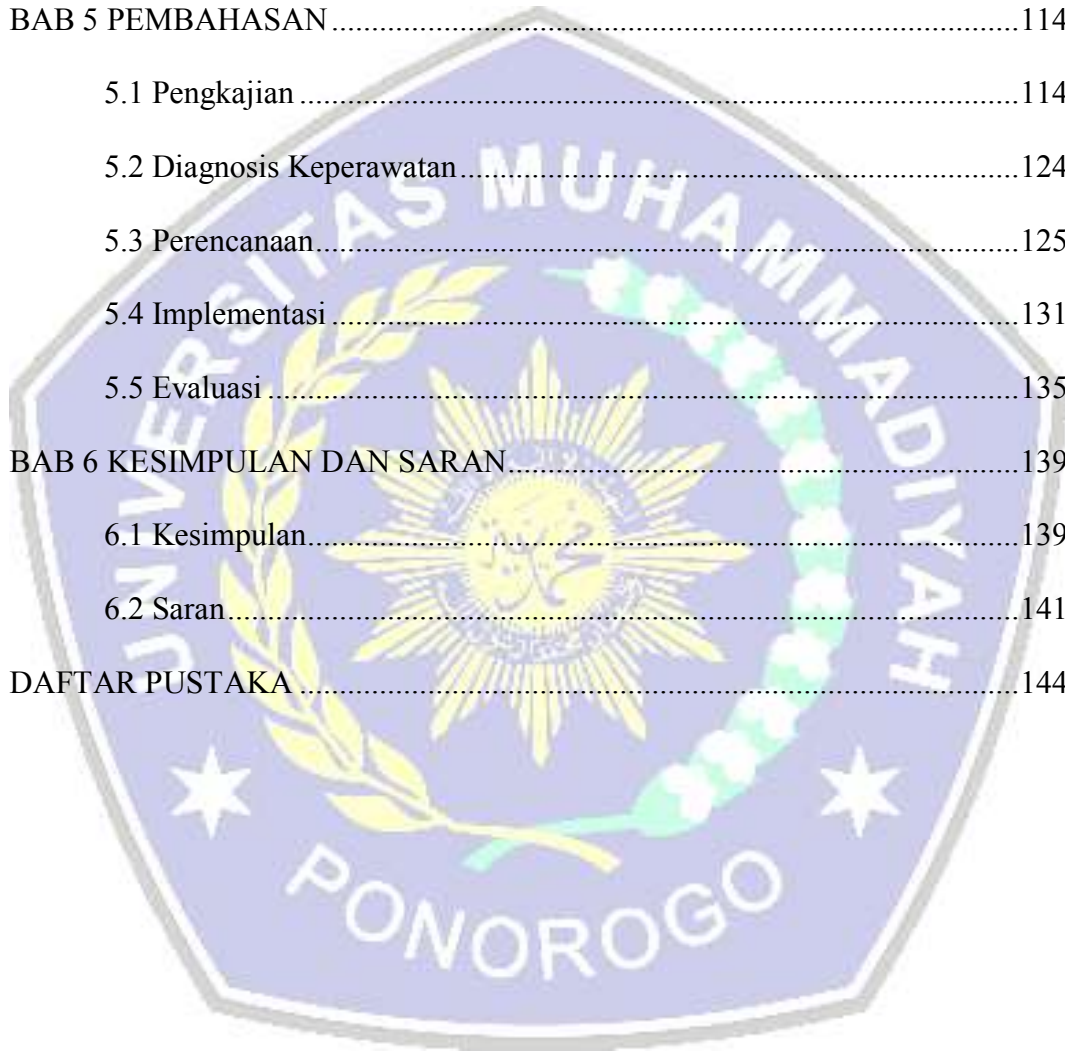 BAB 5 PEMBAHASAN ........................................................................................ 114
5.1 Pengkajian ........................................................................................... 114
5.2 Diagnosis Keperawatan ...................................................................... 124
5.3 Perencanaan ......................................................................................... 125
5.4 Implementasi ....................................................................................... 131
5.5 Evaluasi ............................................................................................... 135
BAB 6 KESIMPULAN DAN SARAN ................................................................. 139
6.1 Kesimpulan .......................................................................................... 139
6.2 Saran .................................................................................................... 141
DAFTAR PUSTAKA ............................................................................................ 144
UNIVERSITAS MUHAMMADIYAH
PONOROGO